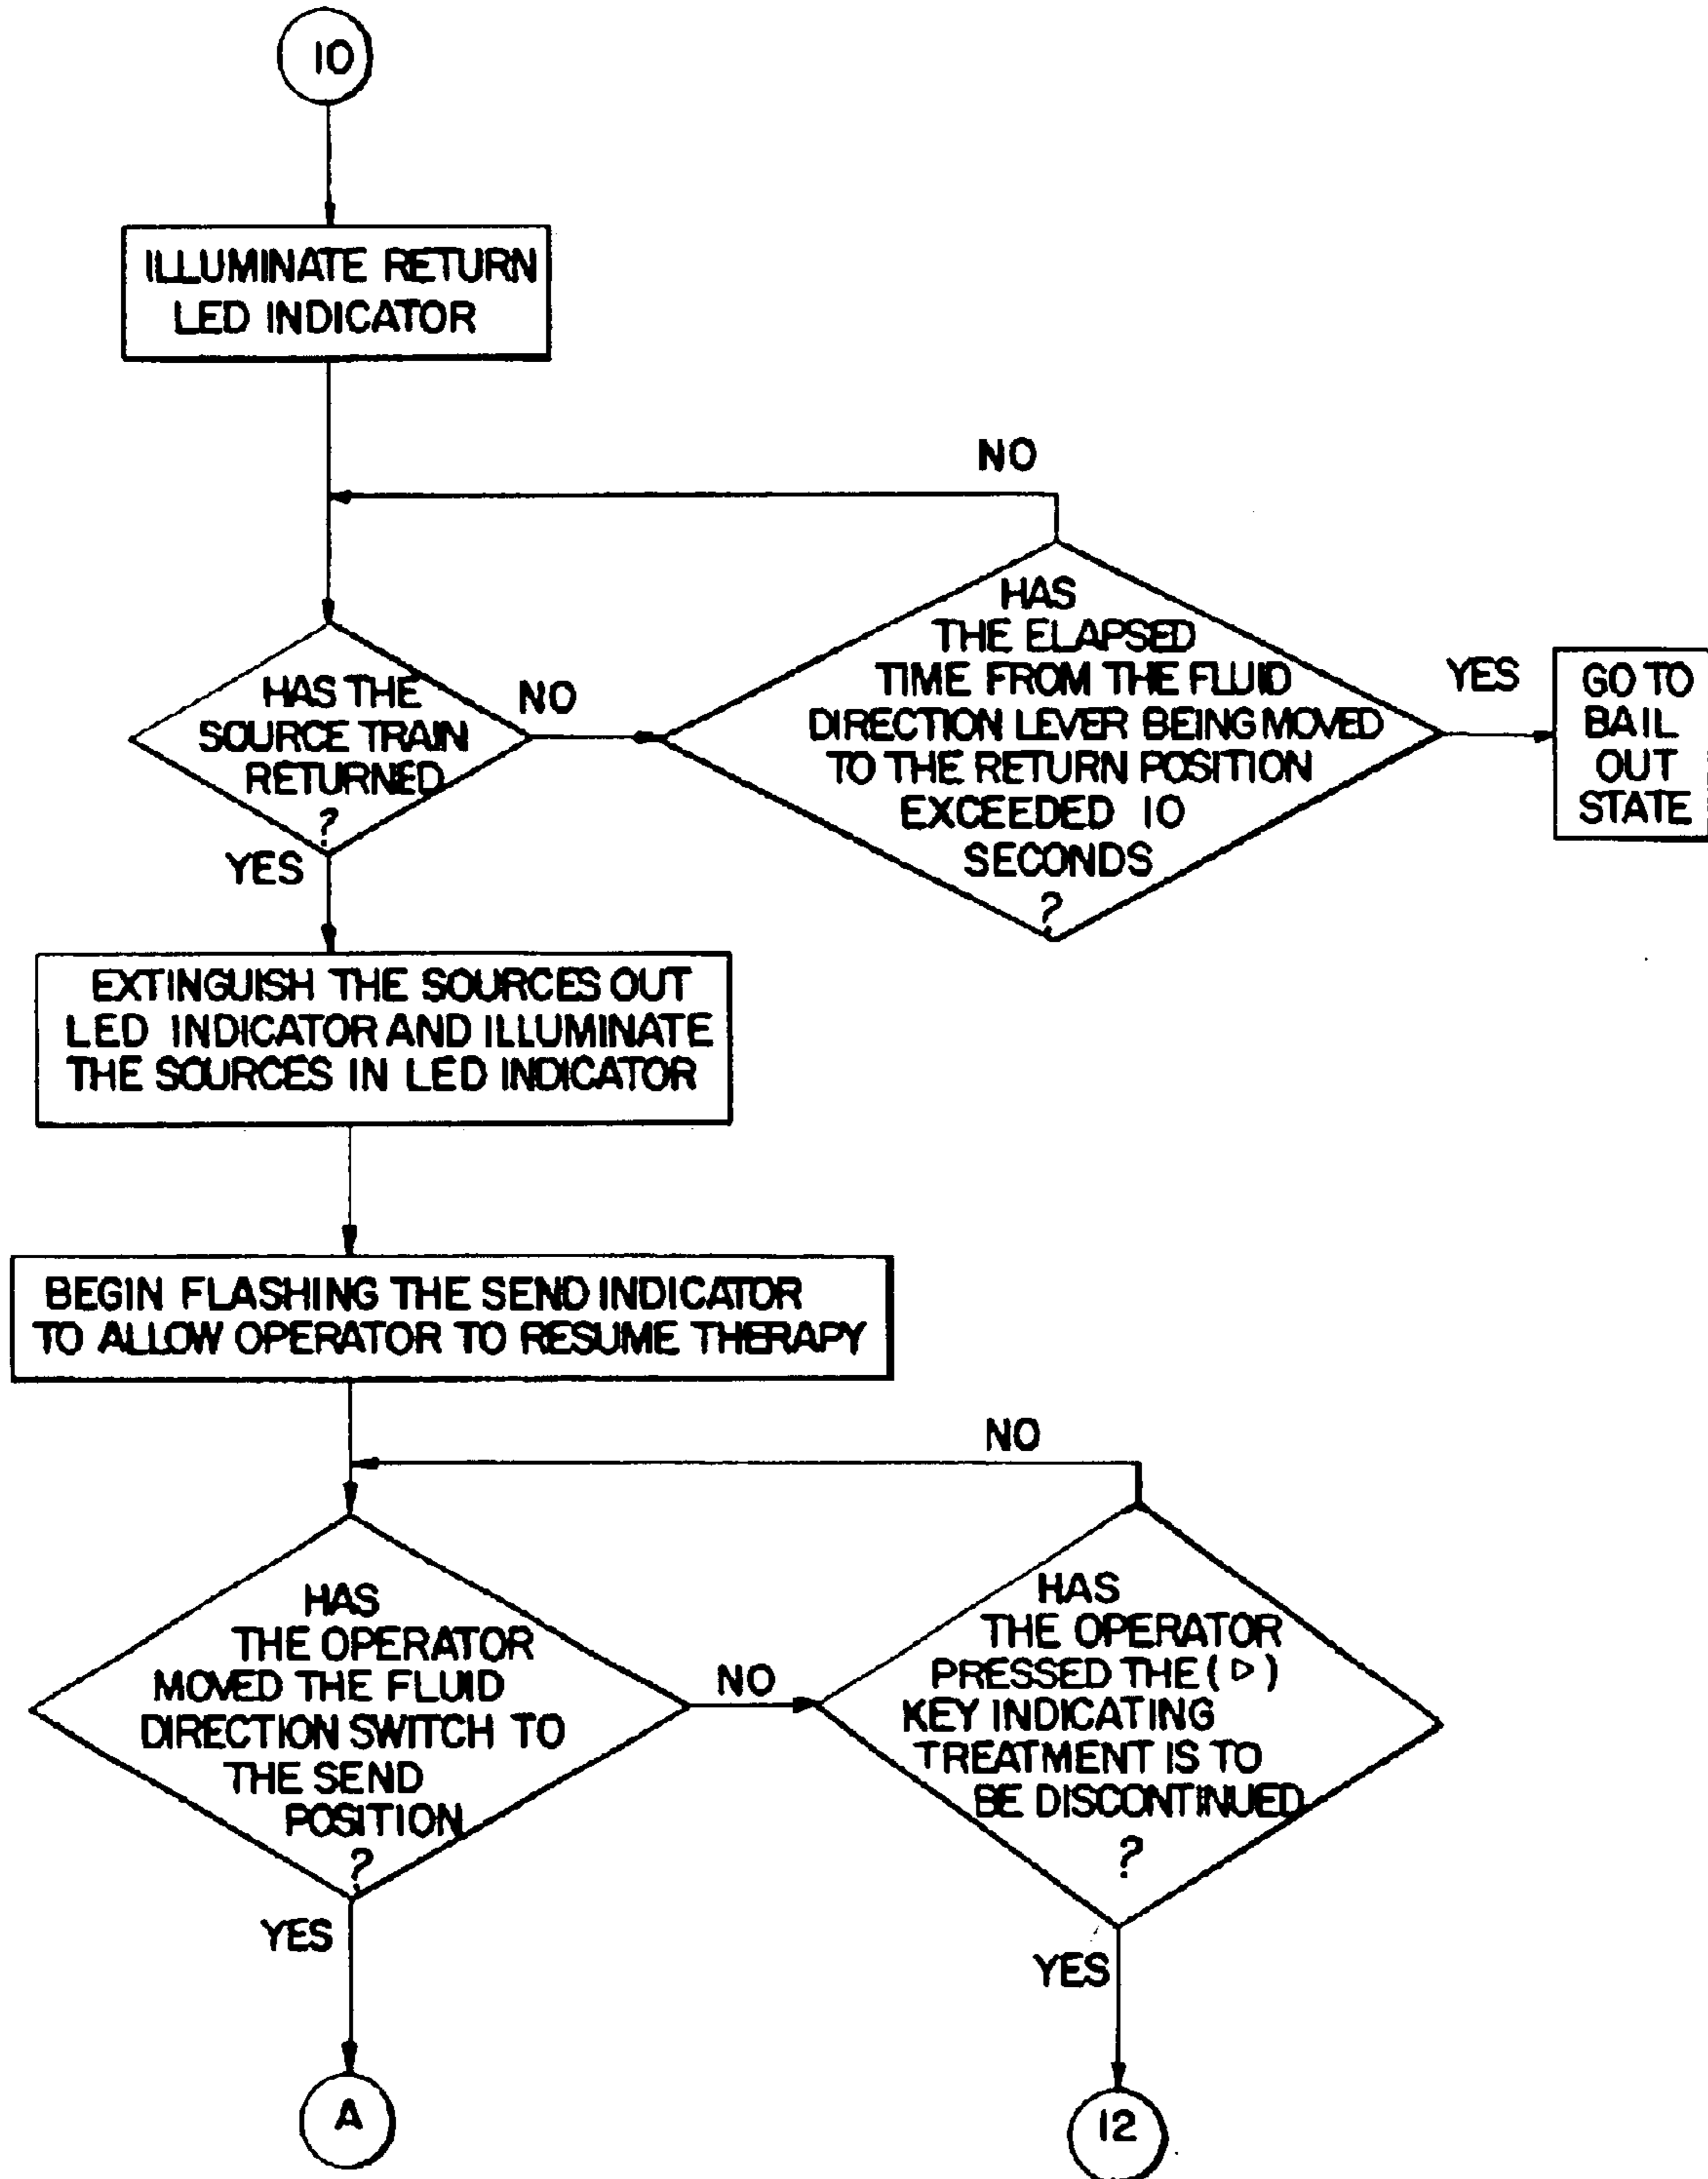 10
ILLUMINATE RETURN
LED INDICATOR
NO
HAS THE
SOURCE TRAIN
RETURNED
?
NO
HAS
THE ELAPSED
TIME FROM THE FLUID
DIRECTION LEVER BEING MOVED
TO THE RETURN POSITION
EXCEEDED 10
SECONDS
?
YES
GO TO
BAIL
OUT
STATE
YES
EXTINGUISH THE SOURCES OUT
LED INDICATOR AND ILLUMINATE
THE SOURCES IN LED INDICATOR
BEGIN FLASHING THE SEND INDICATOR
TO ALLOW OPERATOR TO RESUME THERAPY
NO
HAS
THE OPERATOR
MOVED THE FLUID
DIRECTION SWITCH TO
THE SEND
POSITION
?
NO
HAS
THE OPERATOR
PRESSED THE (▷)
KEY INDICATING
TREATMENT IS TO
BE DISCONTINUED
?
YES
YES
A
12